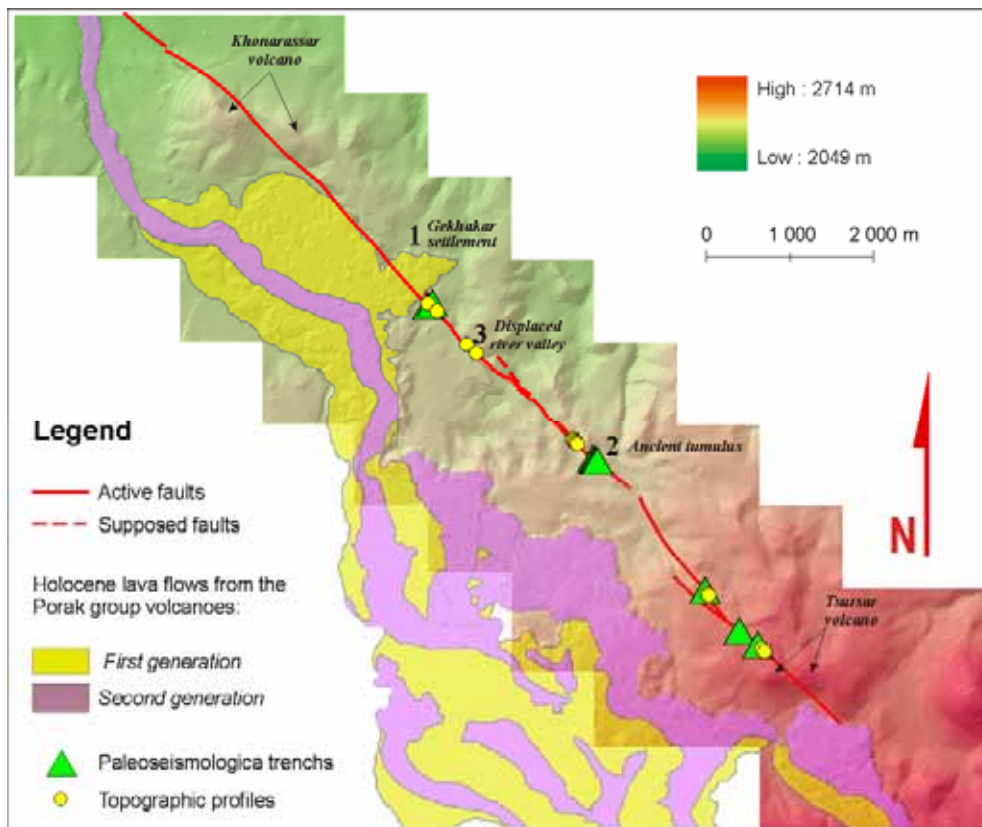 Khonarassar
volcano
High : 2714 m
Low : 2049 m
0 1 000 2 000 m
1 Gekhakar
settlement
3 Displaced
river valley
2 Ancient tumulus
N
Tsursar
volcano
Legend
Active faults
Supposed faults
Holocene lava flows from the
Porak group volcanoes:
First generation
Second generation
Paleoseismologica trenchs
Topographic profiles